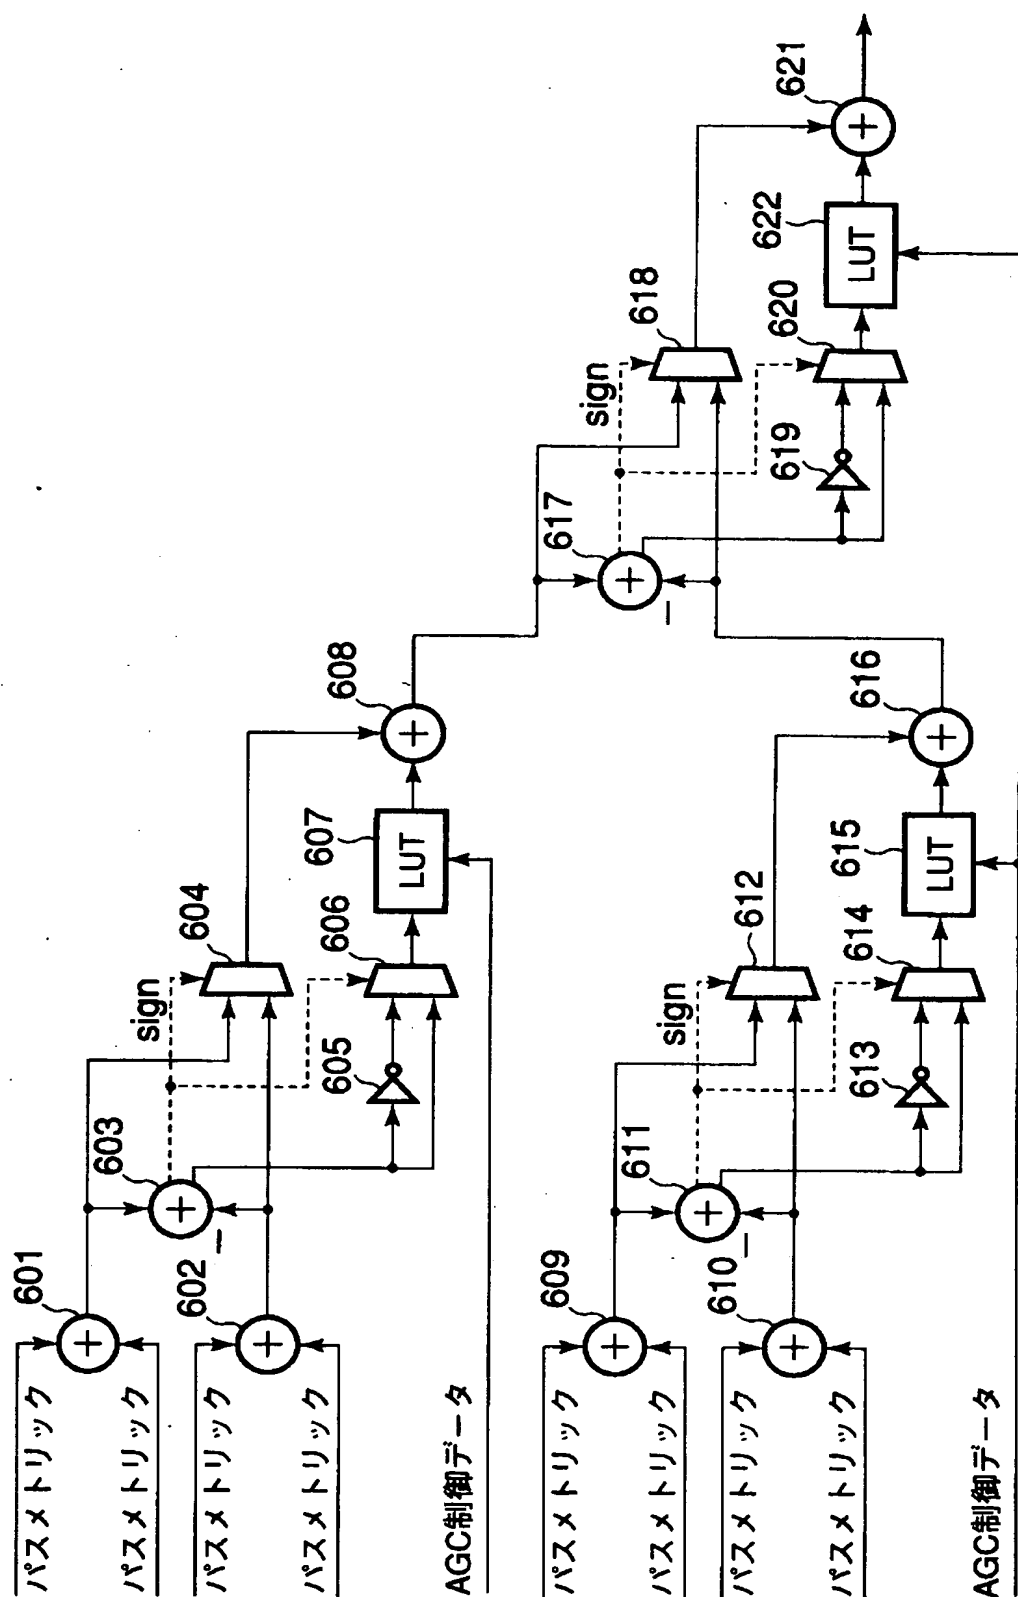 パスメトリック
601
パスメトリック
パスメトリック
602
パスメトリック
AGC制御データ
603
sign
604
605
606
607
LUT
608
パスメトリック
609
パスメトリック
パスメトリック
610
パスメトリック
AGC制御データ
611
sign
612
613
614
615
LUT
616
617
sign
618
619
620
622
LUT
621